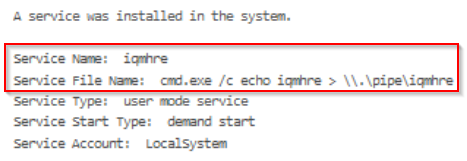 A service was installed in the system.
Service Name:  iqmhre
Service File Name:  cmd.exe /c echo iqmhre > \\.\pipe\iqmhre
Service Type:  user mode service
Service Start Type:  demand start
Service Account:  LocalSystem